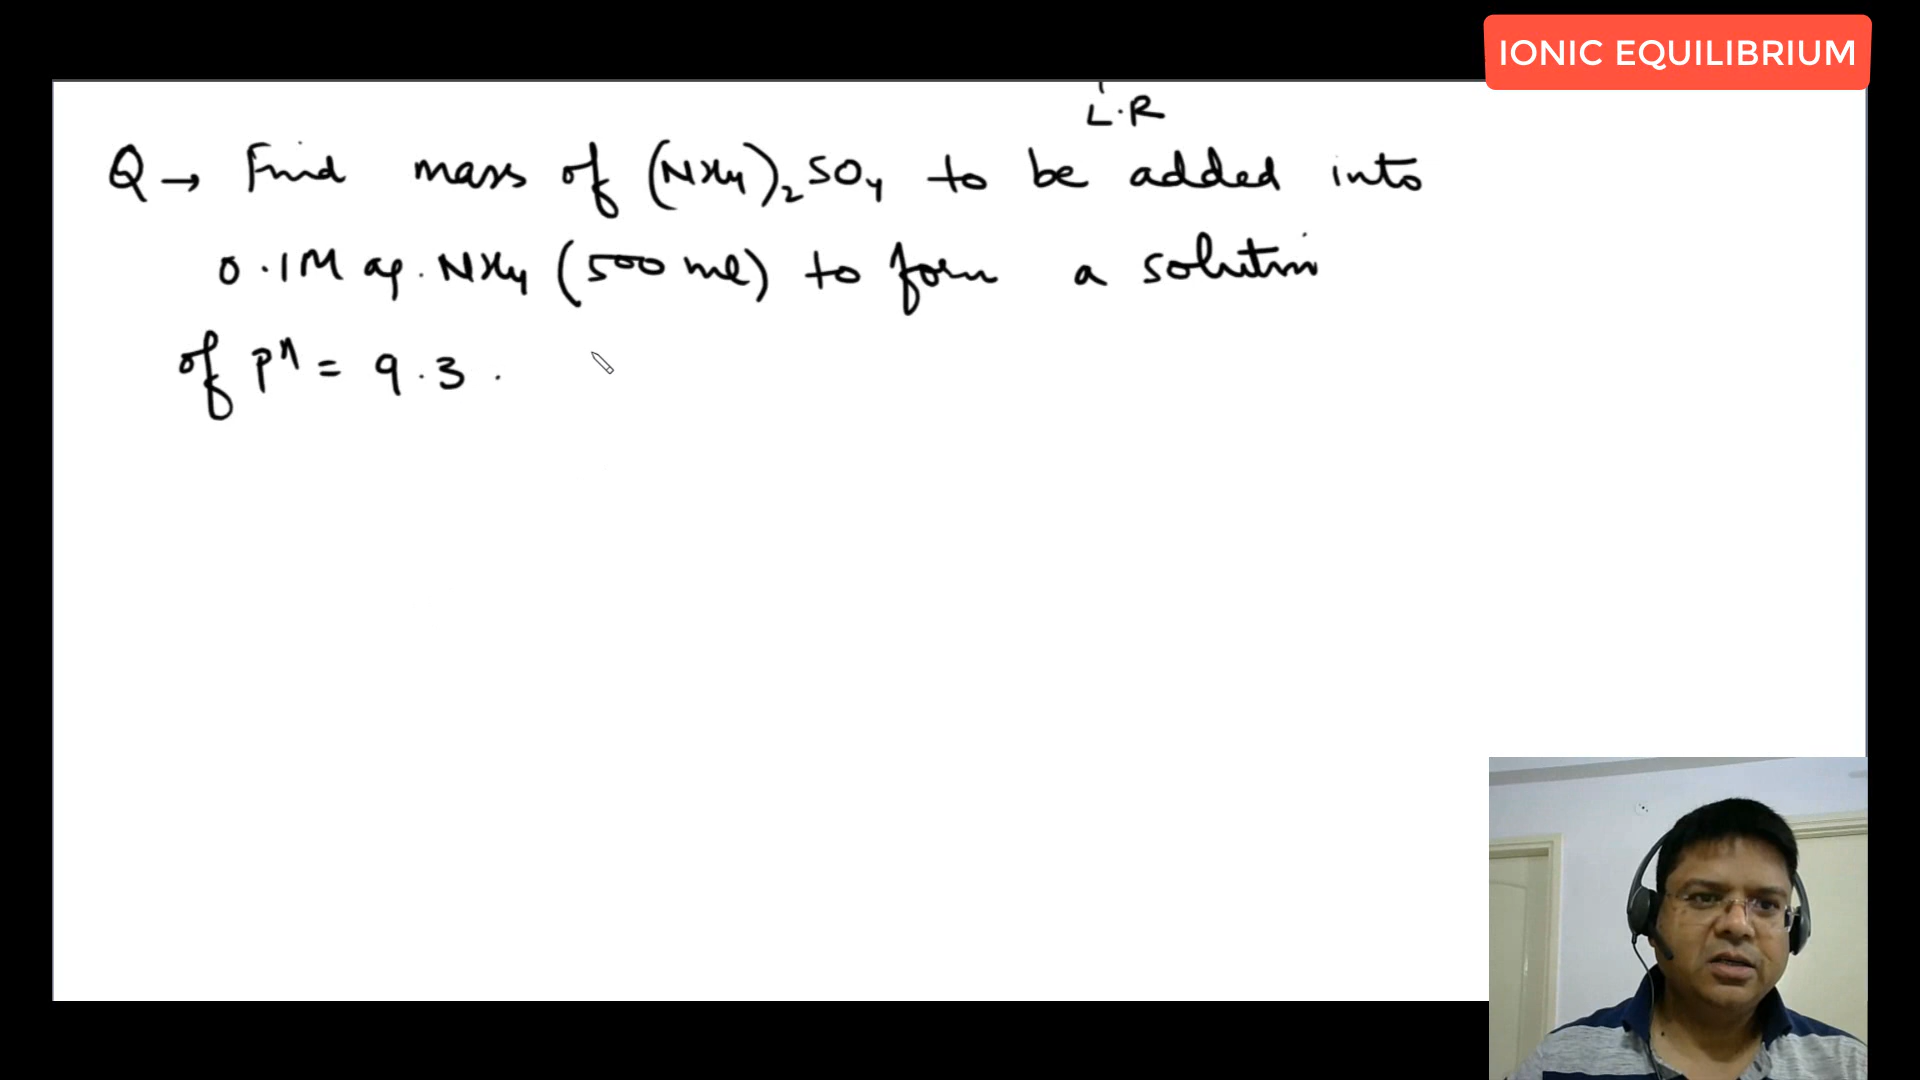 IONIC EQUILIBRIUM
L.R
Q → Find mass of (NH4)2SO4 to be added into
0.1M aq. NH4 (500 ml) to form a solution
of pH = 9.3.